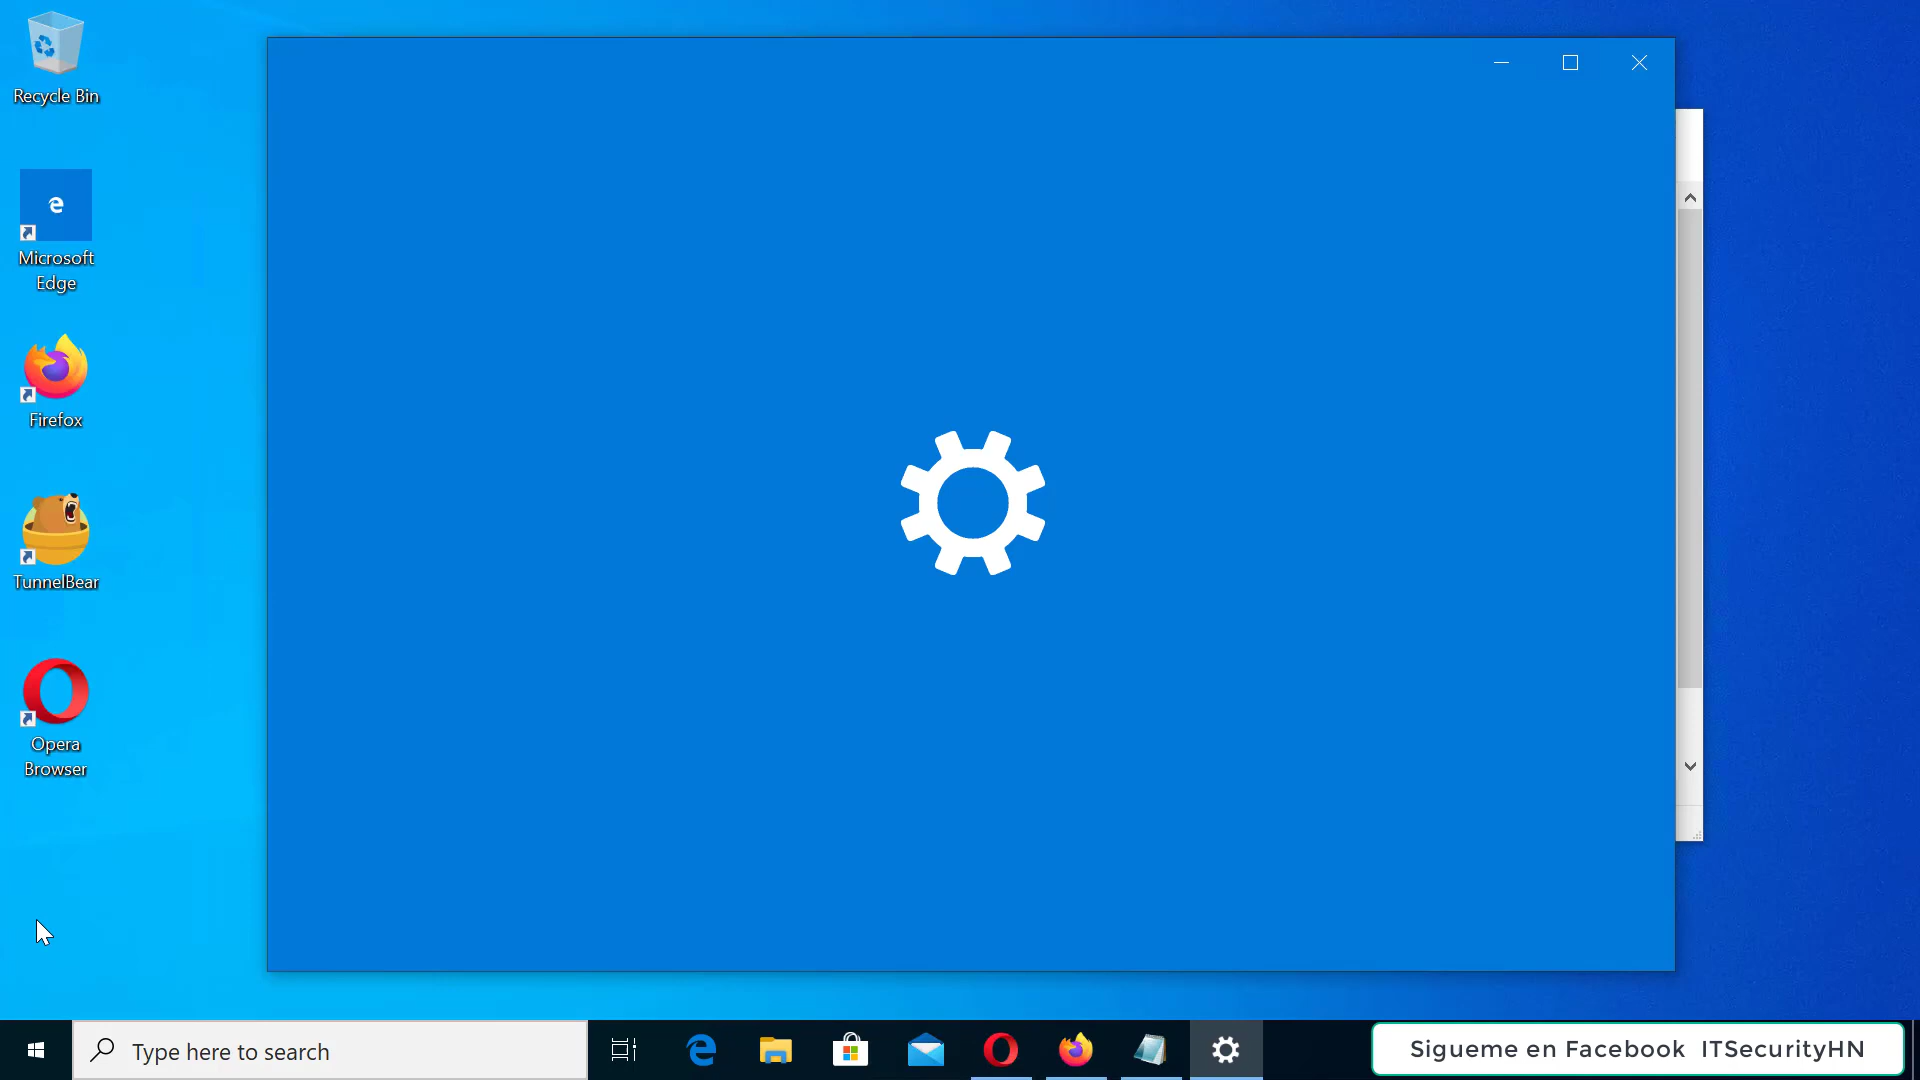 Recycle Bin
Microsoft
Edge
Firefox
TunnelBear
Opera
Browser
Type here to search
Sigueme en Facebook ITSecurityHN